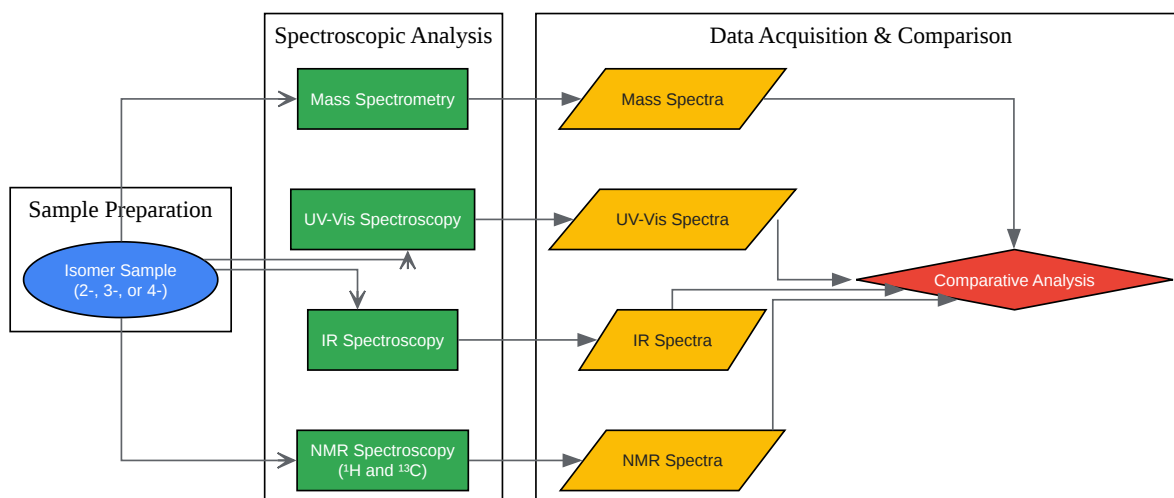 Sample Preparation
Isomer Sample
(2-, 3-, or 4-)
Spectroscopic Analysis
Mass Spectrometry
UV-Vis Spectroscopy
IR Spectroscopy
NMR Spectroscopy
(¹H and ¹³C)
Data Acquisition & Comparison
Mass Spectra
UV-Vis Spectra
IR Spectra
NMR Spectra
Comparative Analysis